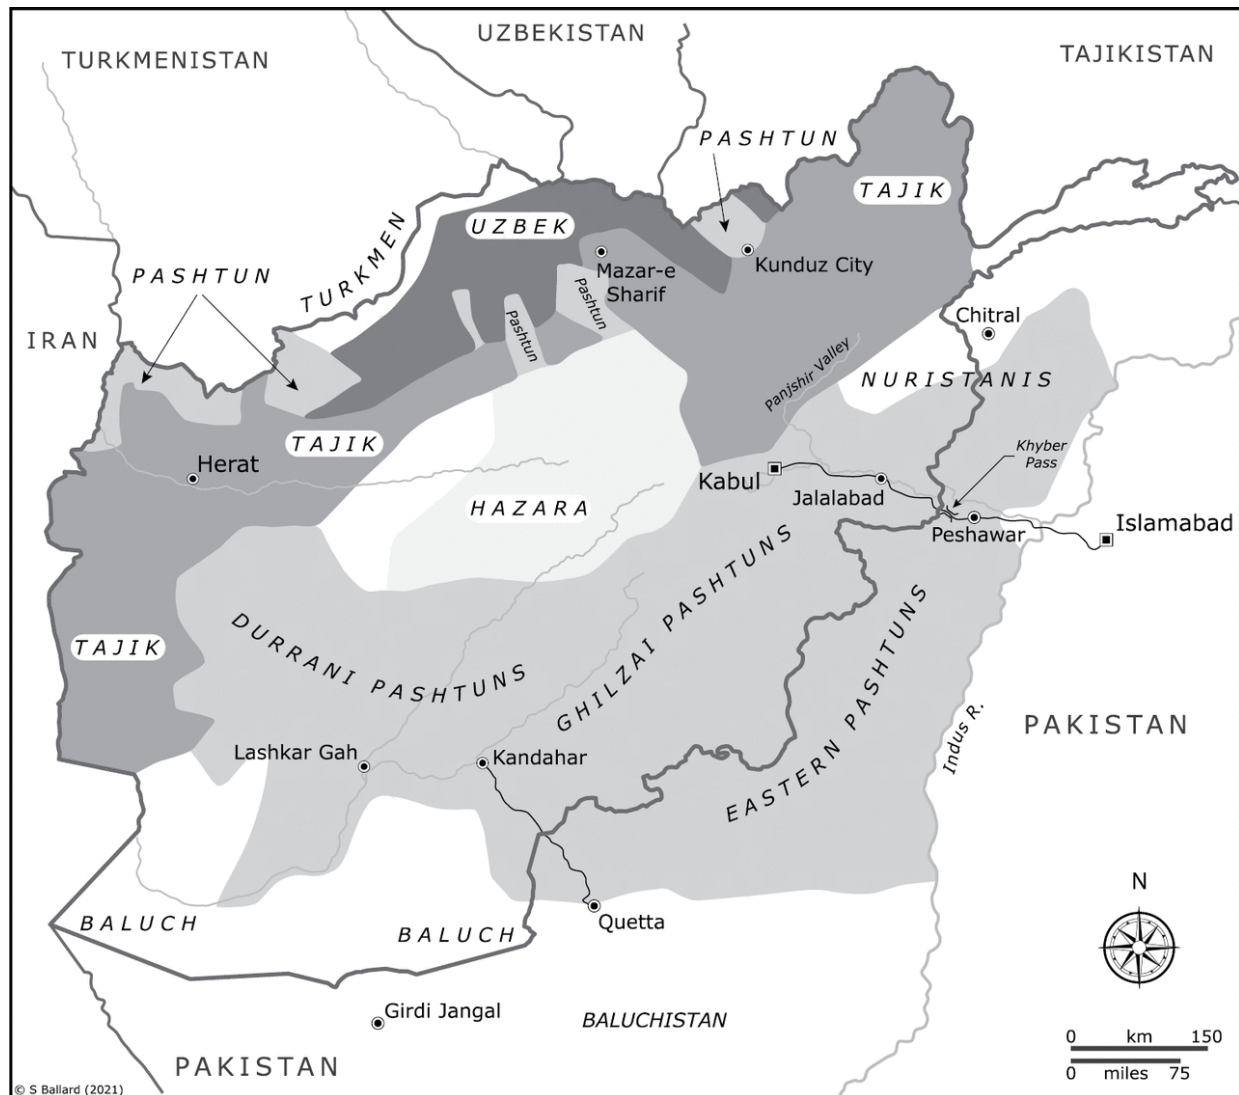 UZBEKISTAN
TURKMENISTAN
TAJIKISTAN
PASHTUN
TAJIK
UZBEK
TURKMEN
Mazar-e
Sharif
Kunduz City
PASHTUN
Pashtun
Pashtun
IRAN
Chitral
Panjshir Valley
NURISTANIS
TAJIK
Herat
Khyber
Pass
Kabul
Jalalabad
HAZARA
Peshawar
Islamabad
DURRANI PASHTUNS
GHILZAI PASHTUNS
EASTERN PASHTUNS
TAJIK
Indus R.
PAKISTAN
Lashkar Gah
Kandahar
N
BALUCH
BALUCH
Quetta
Girdi Jangal
BALUCHISTAN
PAKISTAN
0 km 150
0 miles 75
© S Ballard (2021)